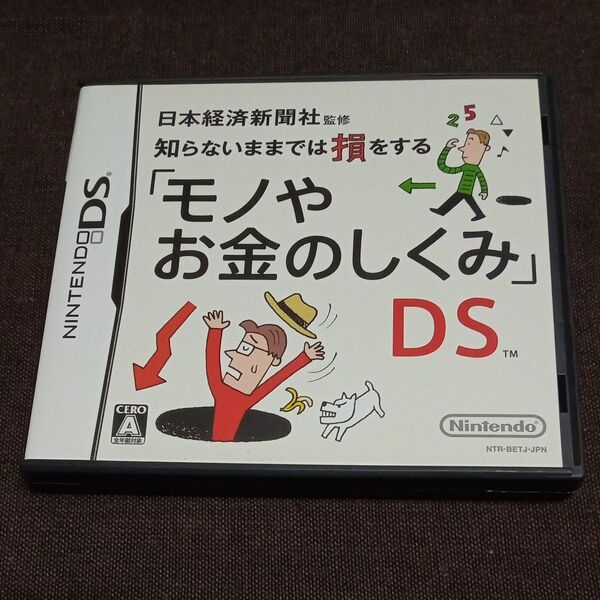 NINTENDO DS
日本経済新聞社 監修
知らないままでは損をする
「モノや
お金のしくみ」
DS™
2 5
CERO
A
全年齢対象
Nintendo
NTR-BETJ-JPN